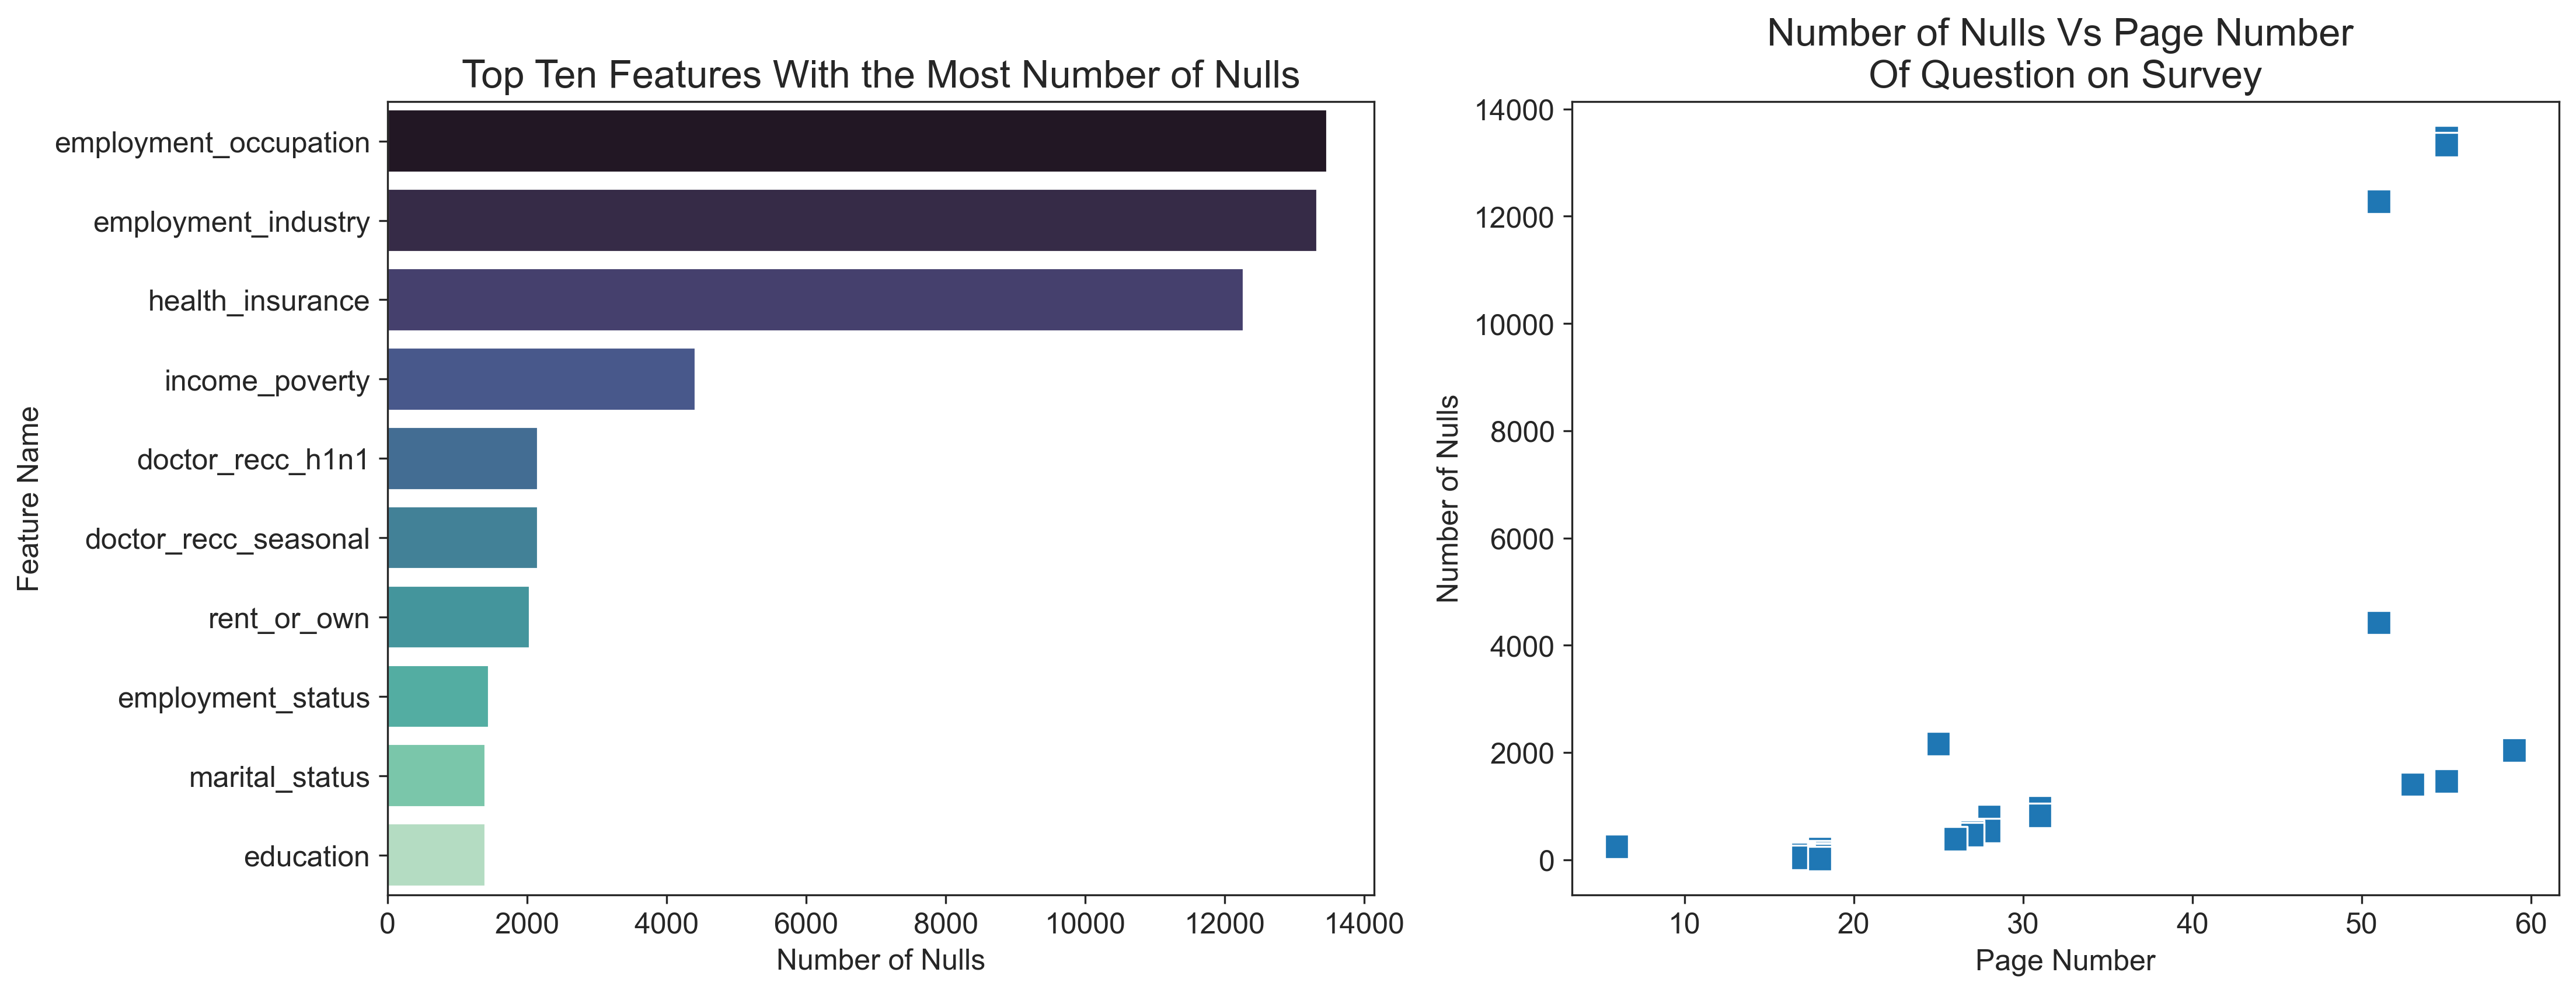 Top Ten Features With the Most Number of Nulls
Feature Name
employment_occupation
employment_industry
health_insurance
income_poverty
doctor_recc_h1n1
doctor_recc_seasonal
rent_or_own
employment_status
marital_status
education
0 2000 4000 6000 8000 10000 12000 14000
Number of Nulls
Number of Nulls Vs Page Number
Of Question on Survey
Number of Nulls
14000
12000
10000
8000
6000
4000
2000
0
10 20 30 40 50 60
Page Number